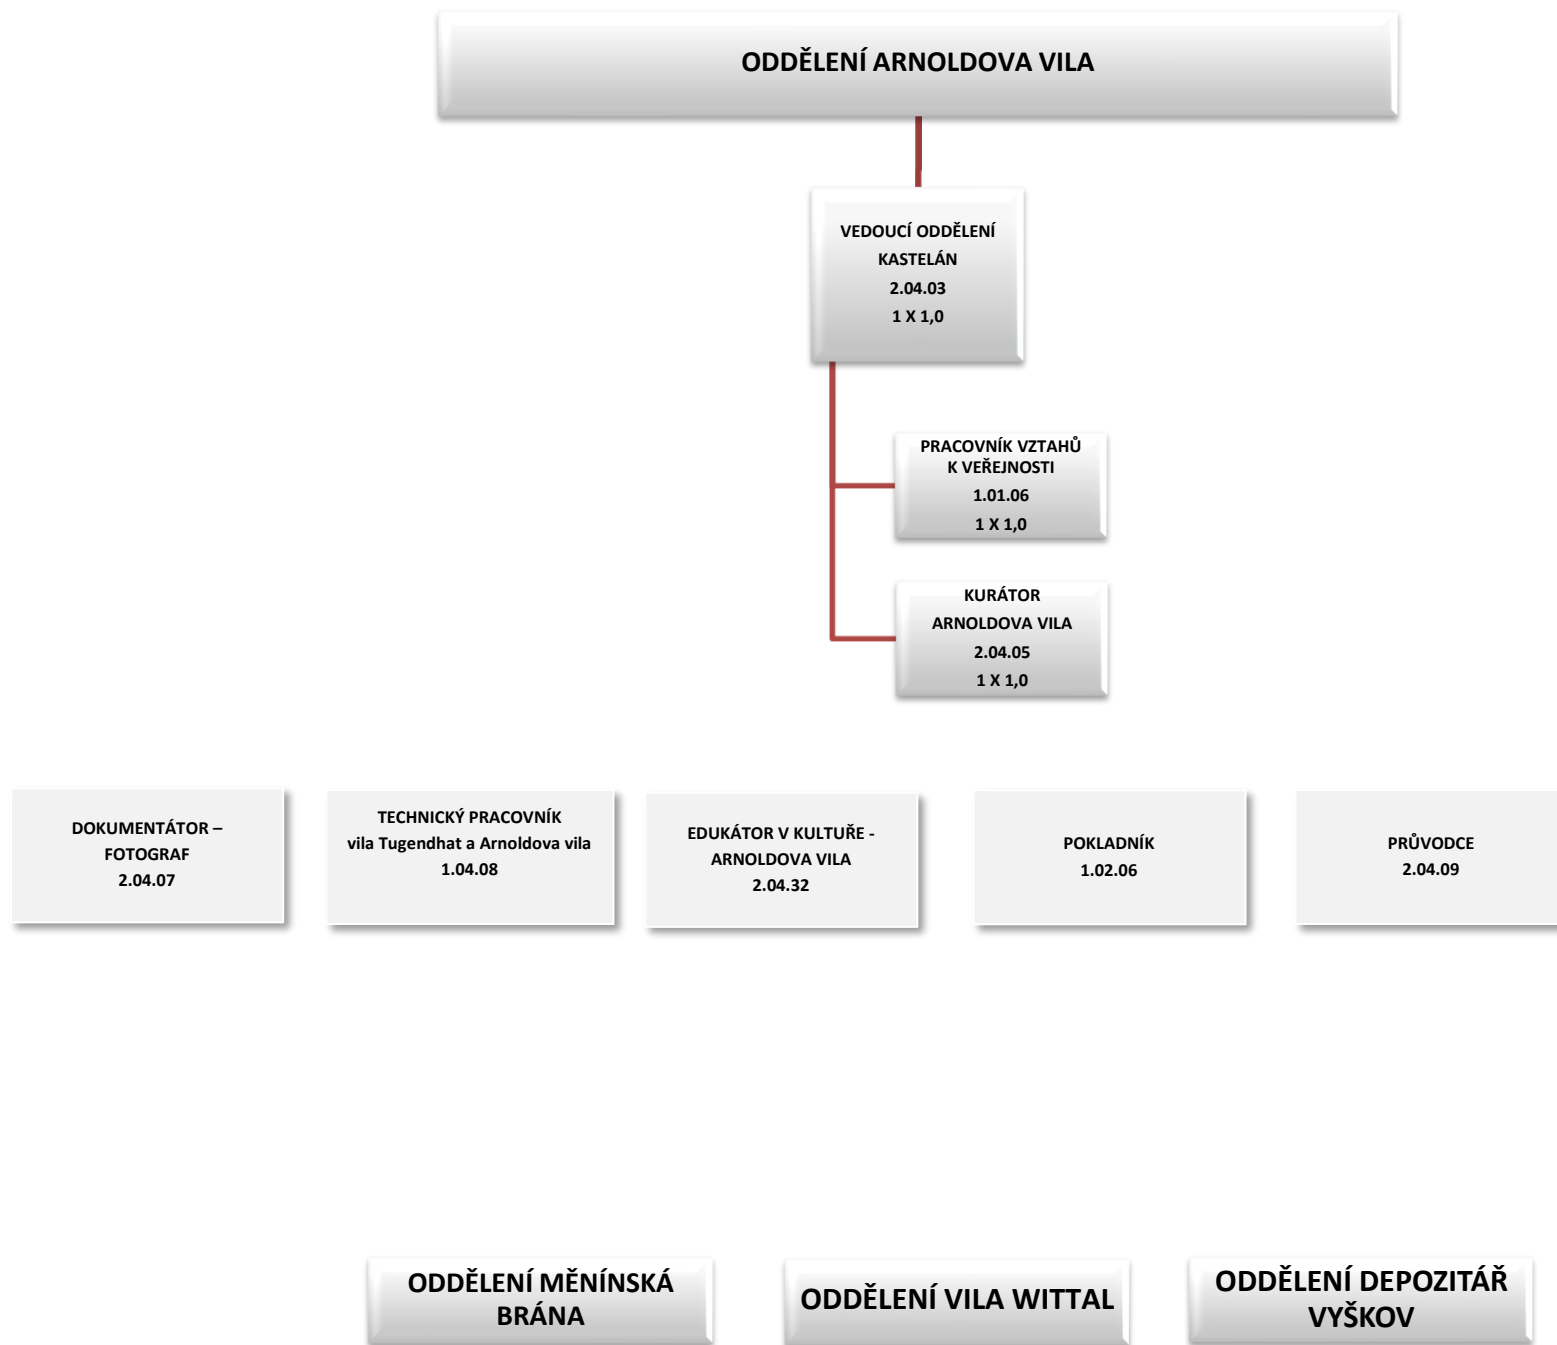 ODDĚLENÍ ARNOLDOVA VILA
VEDOUCÍ ODDĚLENÍ
KASTELÁN
2.04.03
1 X 1,0
PRACOVNÍK VZTAHŮ
K VEŘEJNOSTI
1.01.06
1 X 1,0
KURÁTOR
ARNOLDOVA VILA
2.04.05
1 X 1,0
DOKUMENTÁTOR –
FOTOGRAF
2.04.07
TECHNICKÝ PRACOVNÍK
vila Tugendhat a Arnoldova vila
1.04.08
EDUKÁTOR V KULTUŘE -
ARNOLDOVA VILA
2.04.32
POKLADNÍK
1.02.06
PRŮVODCE
2.04.09
ODDĚLENÍ MĚNÍNSKÁ
BRÁNA
ODDĚLENÍ VILA WITTAL
ODDĚLENÍ DEPOZITÁŘ
VYŠKOV